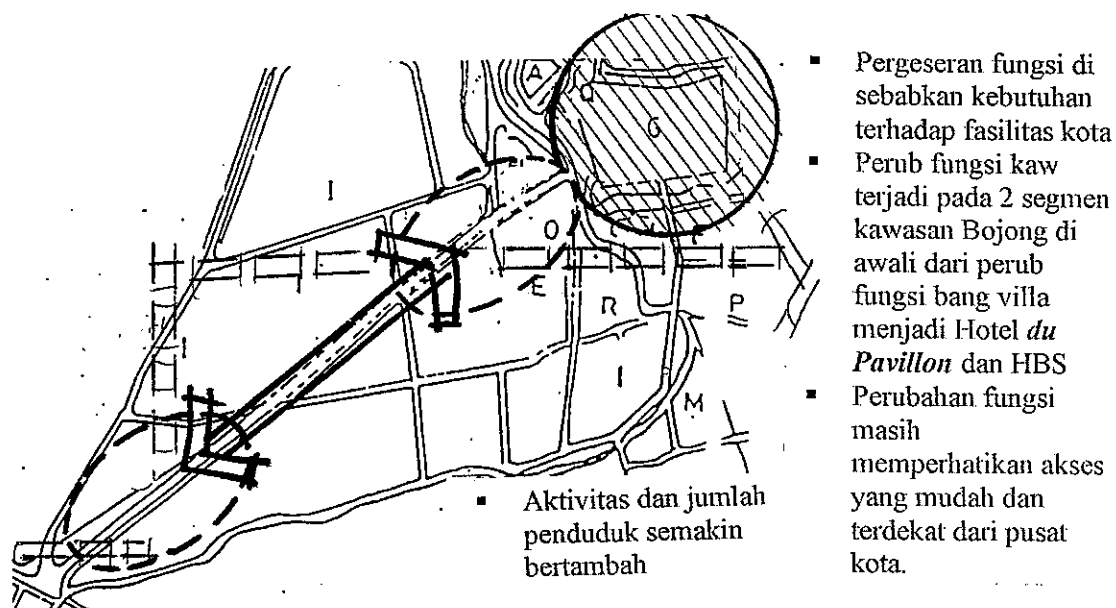 ▪ Pergeseran fungsi di
sebabkan kebutuhan
terhadap fasilitas kota
▪ Perub fungsi kaw
terjadi pada 2 segmen
kawasan Bojong di
awali dari perub
fungsi bang villa
menjadi Hotel du
Pavillon dan HBS
▪ Perubahan fungsi
masih
memperhatikan akses
yang mudah dan
terdekat dari pusat
kota.
▪ Aktivitas dan jumlah
penduduk semakin
bertambah
A
G
I
O
E
R
P
I
M